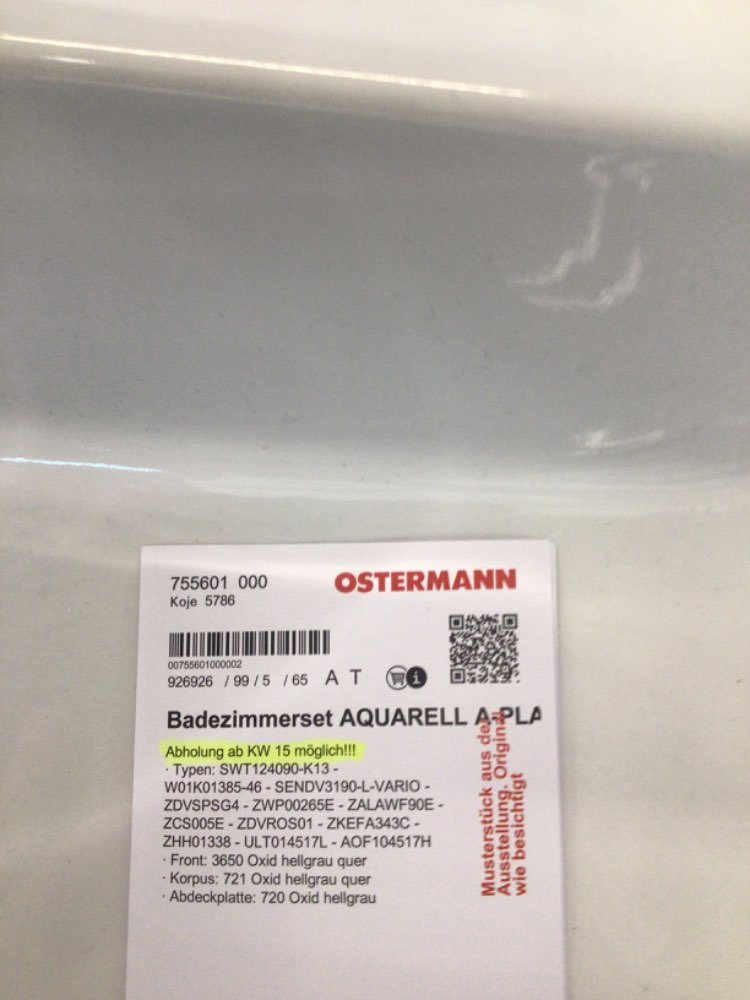 755601 000
Koje 5786
OSTERMANN
00755601000002
926926 / 99 / 5 / 65 A T
Badezimmerset AQUARELL A-PLA
Abholung ab KW 15 möglich!!!
· Typen: SWT124090-K13 -
W01K01385-46 - SENDV3190-L-VARIO -
ZDVSPSG4 - ZWP00265E - ZALAWF90E -
ZCS005E - ZDVROS01 - ZKEFA343C -
ZHH01338 - ULT014517L - AOF104517H
· Front: 3650 Oxid hellgrau quer
· Korpus: 721 Oxid hellgrau quer
· Abdeckplatte: 720 Oxid hellgrau
Musterstück aus der
Ausstellung. Original
wie besichtigt